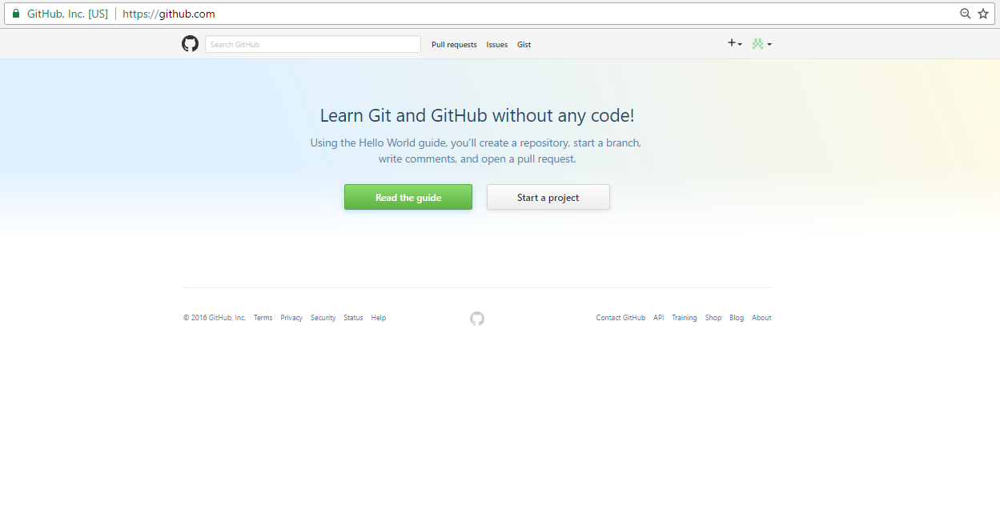 GitHub, Inc. [US] https://github.com
Search GitHub Pull requests Issues Gist
Learn Git and GitHub without any code!
Using the Hello World guide, you’ll create a repository, start a branch,
write comments, and open a pull request.
Read the guide Start a project
© 2016 GitHub, Inc. Terms Privacy Security Status Help Contact GitHub API Training Shop Blog About